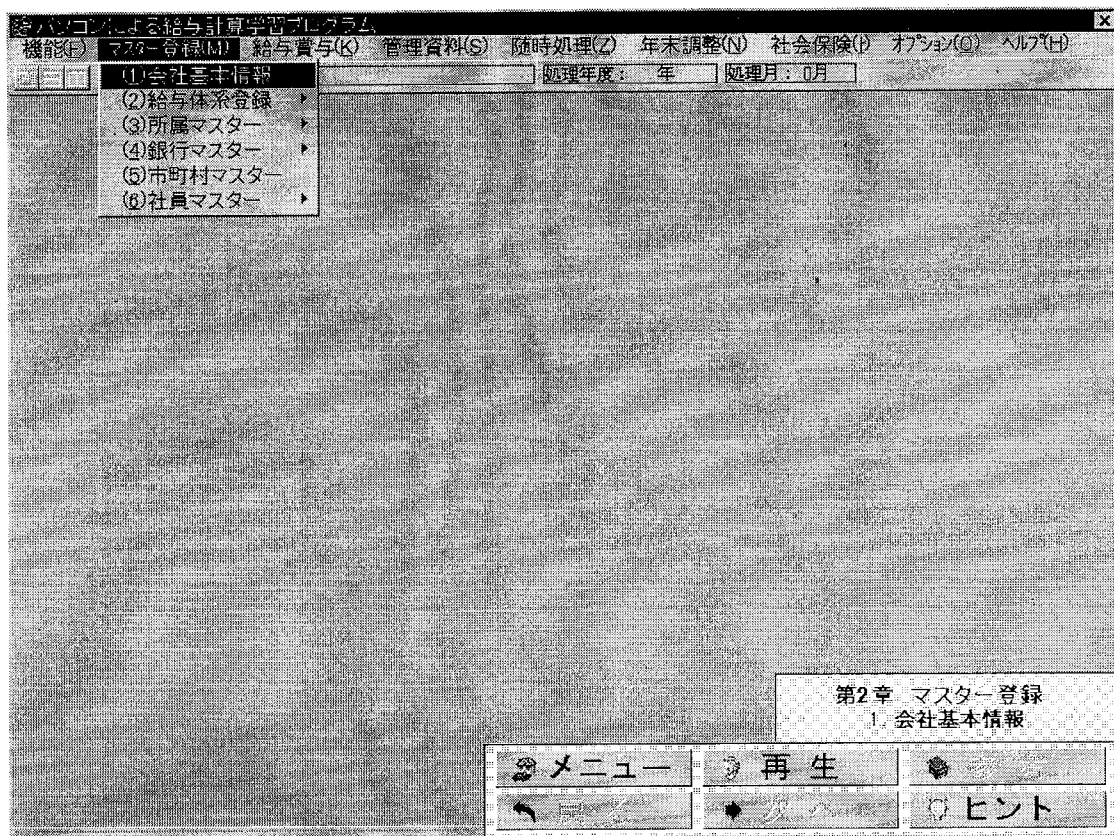 パソコンによる給与計算学習プログラム
機能(F) マスター登録(M) 給与賞与(K) 管理資料(S) 随時処理(Z) 年末調整(N) 社会保険(I) オプション(O) ヘルプ(H)
処理年度： 年 処理月： 0月
(1)会社基本情報
(2)給与体系登録
(3)所属マスター
(4)銀行マスター
(5)市町村マスター
(6)社員マスター
第2章 マスター登録
1. 会社基本情報
メニュー 再生
戻る 次へ ヒント